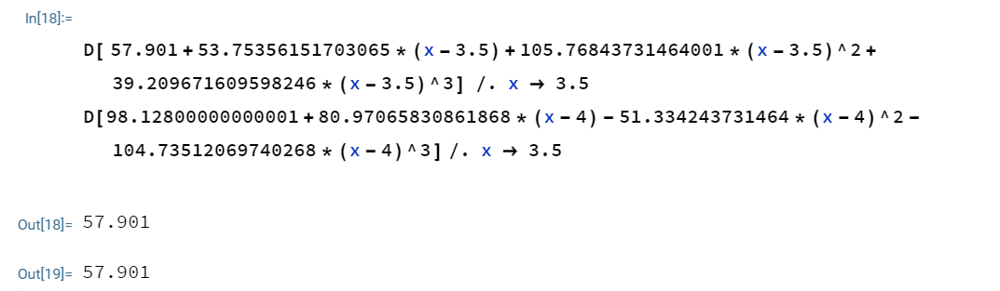 In[18]:=
D[ 57.901 + 53.75356151703065 * (x - 3.5) + 105.76843731464001 * (x - 3.5) ^ 2 +
39.209671609598246 * (x - 3.5) ^ 3] /. x → 3.5
D[98.12800000000001 + 80.97065830861868 * (x - 4) - 51.334243731464 * (x - 4) ^ 2 -
104.73512069740268 * (x - 4) ^ 3] /. x → 3.5
Out[18]= 57.901
Out[19]= 57.901